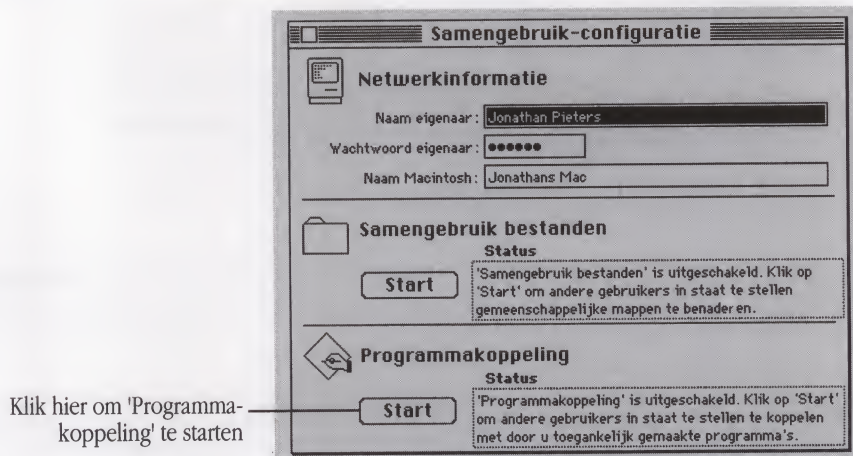 Samengebruik-configuratie
Netwerkinformatie
Naam eigenaar: Jonathan Pieters
Wachtwoord eigenaar: ●●●●●●
Naam Macintosh: Jonathans Mac
Samengebruik bestanden
Status
Start
'Samengebruik bestanden' is uitgeschakeld. Klik op
'Start' om andere gebruikers in staat te stellen
gemeenschappelijke mappen te benaderen.
Programmakoppeling
Status
Klik hier om 'Programma-
koppeling' te starten
Start
'Programmakoppeling' is uitgeschakeld. Klik op 'Start'
om andere gebruikers in staat te stellen te koppelen
met door u toegankelijk gemaakte programma's.